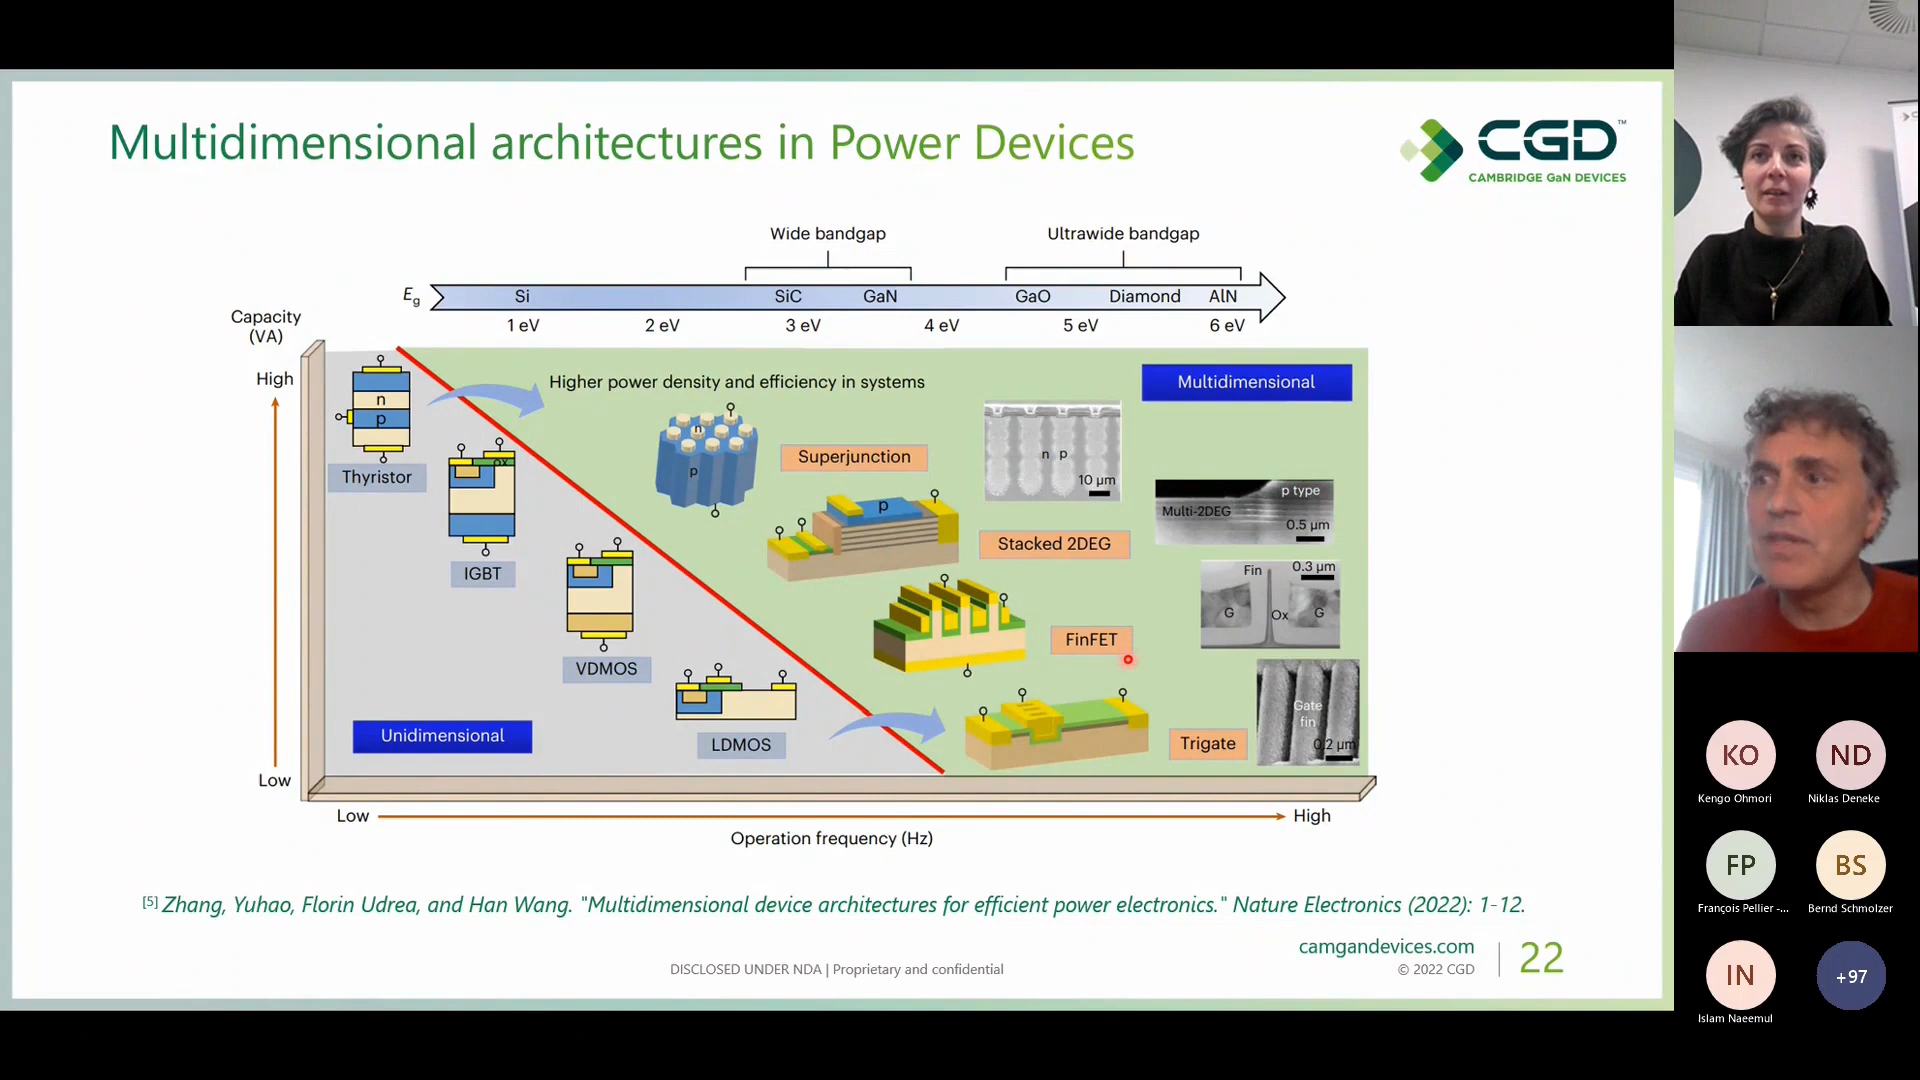 Multidimensional architectures in Power Devices
CGD™
CAMBRIDGE GaN DEVICES
Wide bandgap
Ultrawide bandgap
Eg
Si
SiC
GaN
GaO
Diamond
AlN
1 eV
2 eV
3 eV
4 eV
5 eV
6 eV
Capacity
(VA)
High
Low
n
p
Thyristor
ox
IGBT
VDMOS
LDMOS
Unidimensional
Higher power density and efficiency in systems
Multidimensional
n
p
Superjunction
n p
10 µm
p
Stacked 2DEG
p type
Multi-2DEG
0.5 µm
FinFET
Fin
0.3 µm
G
Ox
G
Trigate
Gate
fin
0.2 µm
Low
High
Operation frequency (Hz)
[5] Zhang, Yuhao, Florin Udrea, and Han Wang. "Multidimensional device architectures for efficient power electronics." Nature Electronics (2022): 1-12.
camgandevices.com
DISCLOSED UNDER NDA | Proprietary and confidential
© 2022 CGD
22
KO
Kengo Ohmori
ND
Niklas Deneke
FP
François Pellier -...
BS
Bernd Schmolzer
IN
Islam Naeemul
+97